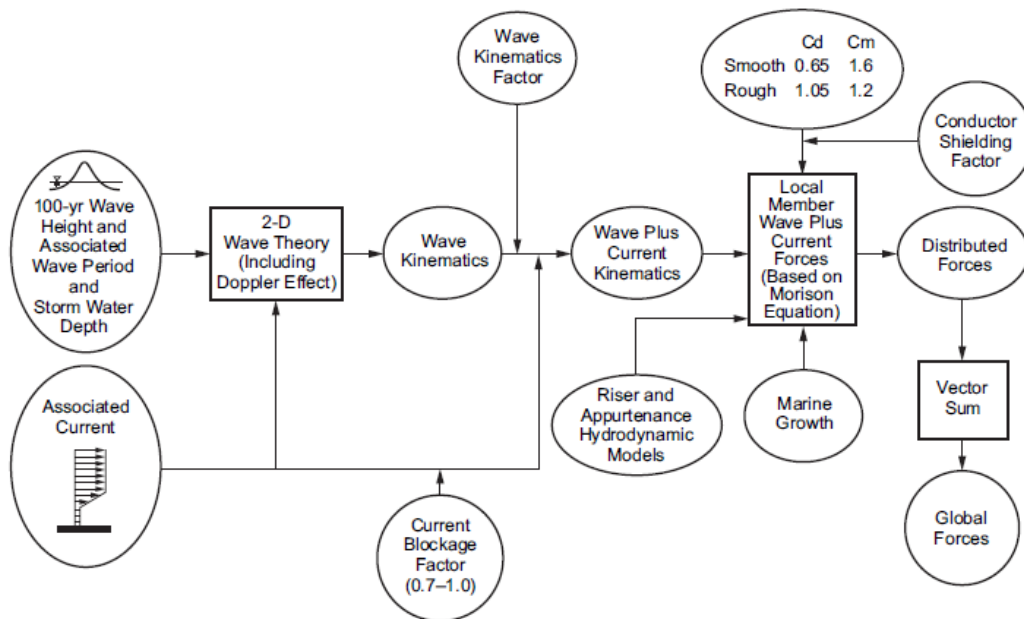 Wave
Kinematics
Factor
Cd Cm
Smooth 0.65 1.6
Rough 1.05 1.2
Conductor
Shielding
Factor
100-yr Wave
Height and
Associated
Wave Period
and
Storm Water
Depth
2-D
Wave Theory
(Including
Doppler Effect)
Wave
Kinematics
Wave Plus
Current
Kinematics
Local
Member
Wave Plus
Current
Forces
(Based on
Morison
Equation)
Distributed
Forces
Associated
Current
Riser and
Appurtenance
Hydrodynamic
Models
Marine
Growth
Vector
Sum
Current
Blockage
Factor
(0.7–1.0)
Global
Forces